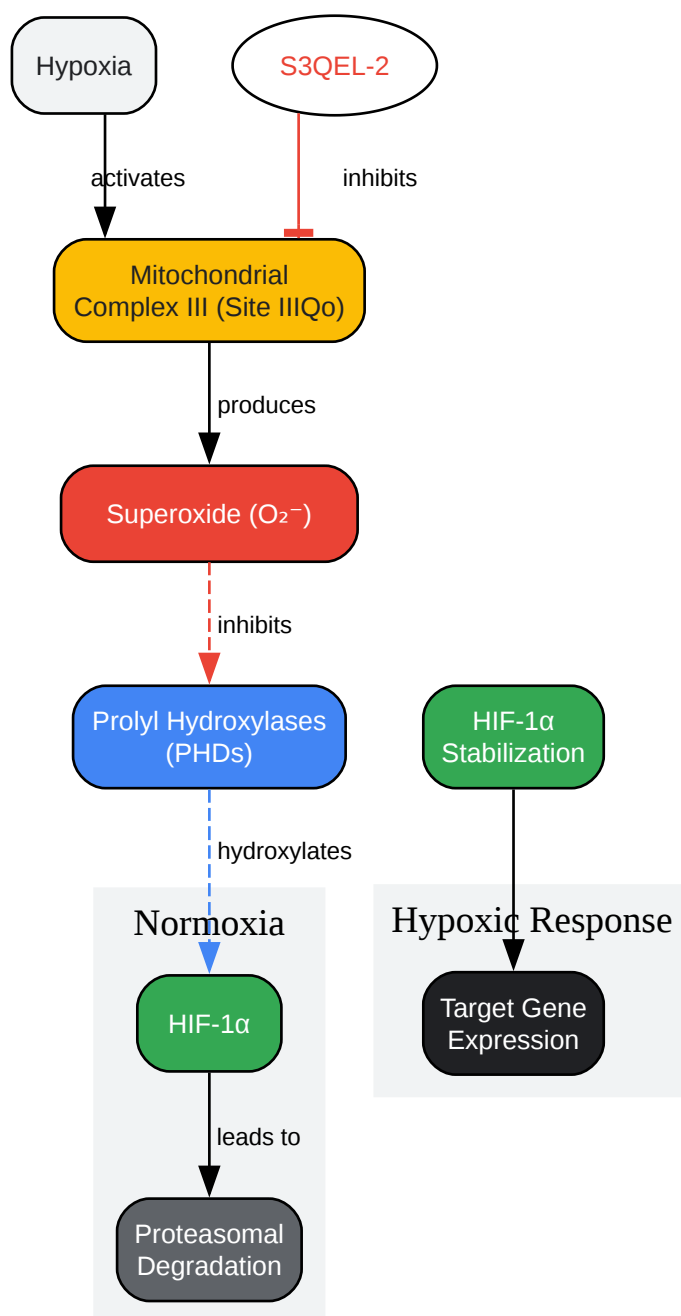 Hypoxia
S3QEL-2
activates
inhibits
Mitochondrial
Complex III (Site IIIQo)
produces
Superoxide (O₂⁻)
inhibits
Prolyl Hydroxylases
(PHDs)
HIF-1α
Stabilization
hydroxylates
Normoxia
Hypoxic Response
HIF-1α
Target Gene
Expression
leads to
Proteasomal
Degradation